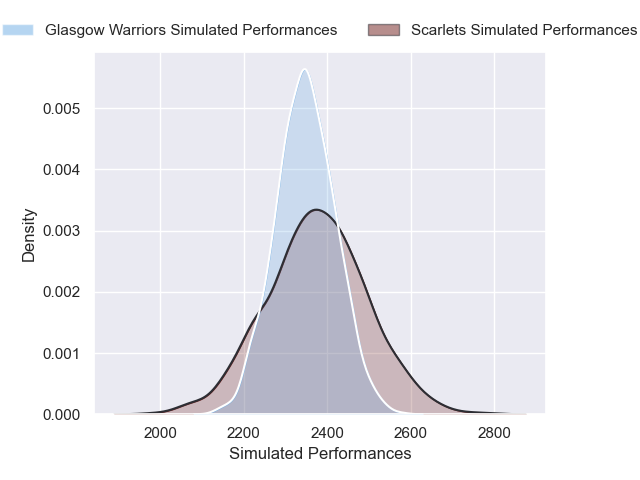 Glasgow Warriors Simulated Performances
Scarlets Simulated Performances
Density
0.005
0.004
0.003
0.002
0.001
0.000
2000 2200 2400 2600 2800
Simulated Performances